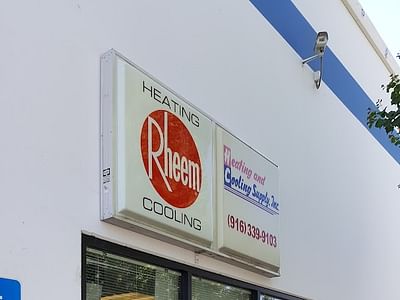 HEATING
Rheem
COOLING
Heating and
Cooling Supply, Inc
(916) 339-9103